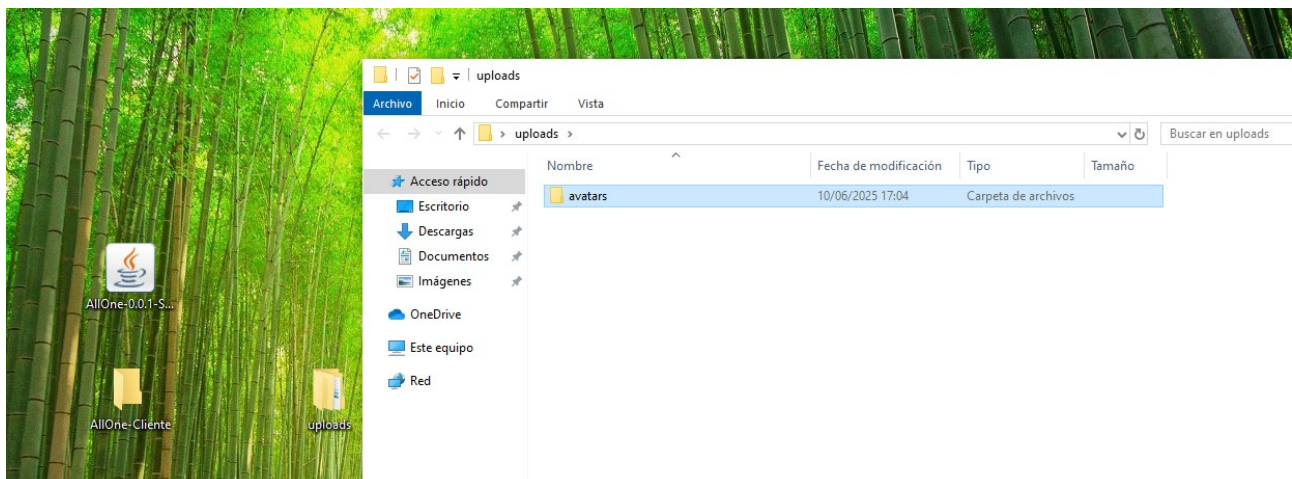 uploads
Archivo Inicio Compartir Vista
uploads
Buscar en uploads
Nombre Fecha de modificación Tipo Tamaño
avatars 10/06/2025 17:04 Carpeta de archivos
Acceso rápido
Escritorio
Descargas
Documentos
Imágenes
OneDrive
Este equipo
Red
AllOne-0.0.1-S...
AllOne-Cliente
uploads